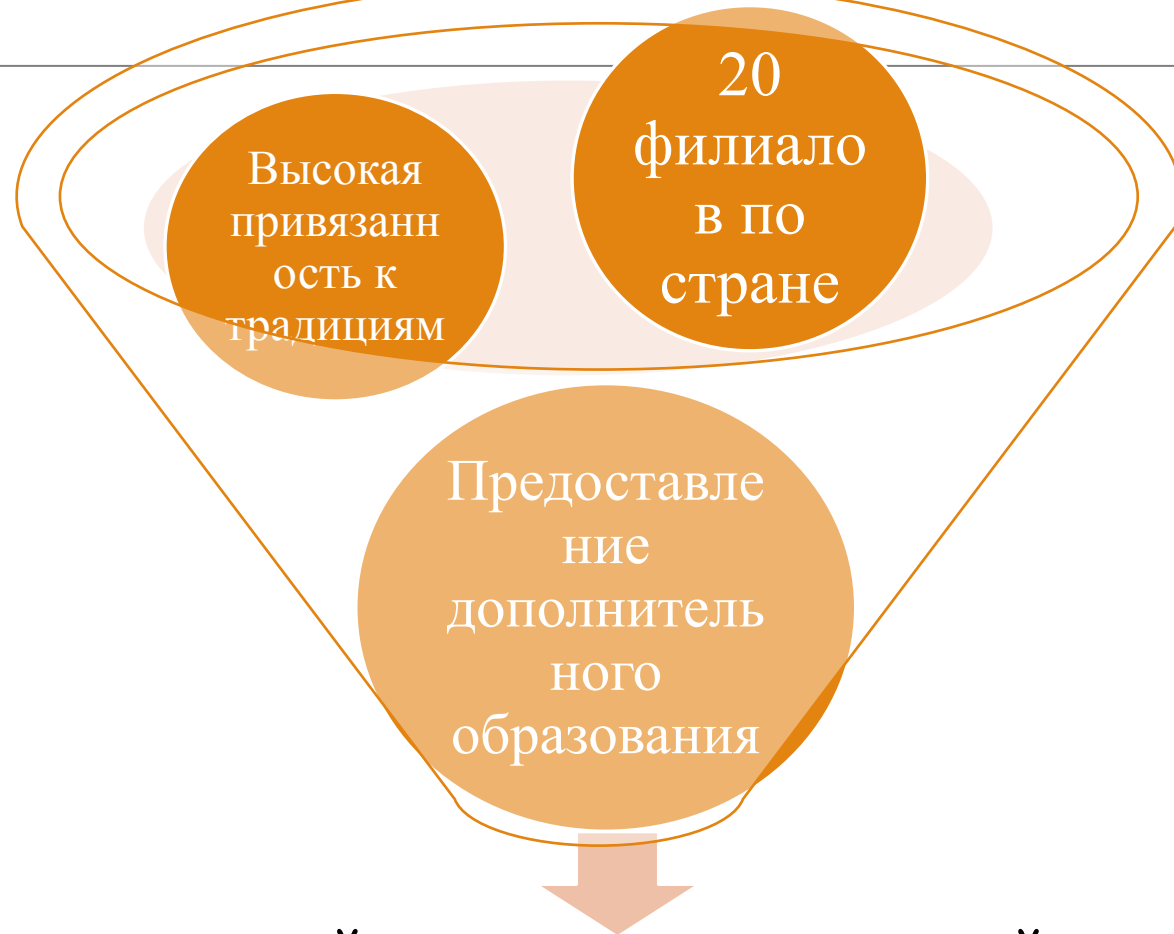 Высокая
привязанн
ость к
традициям
20
филиало
в по
стране
Предоставле
ние
дополнитель
ного
образования